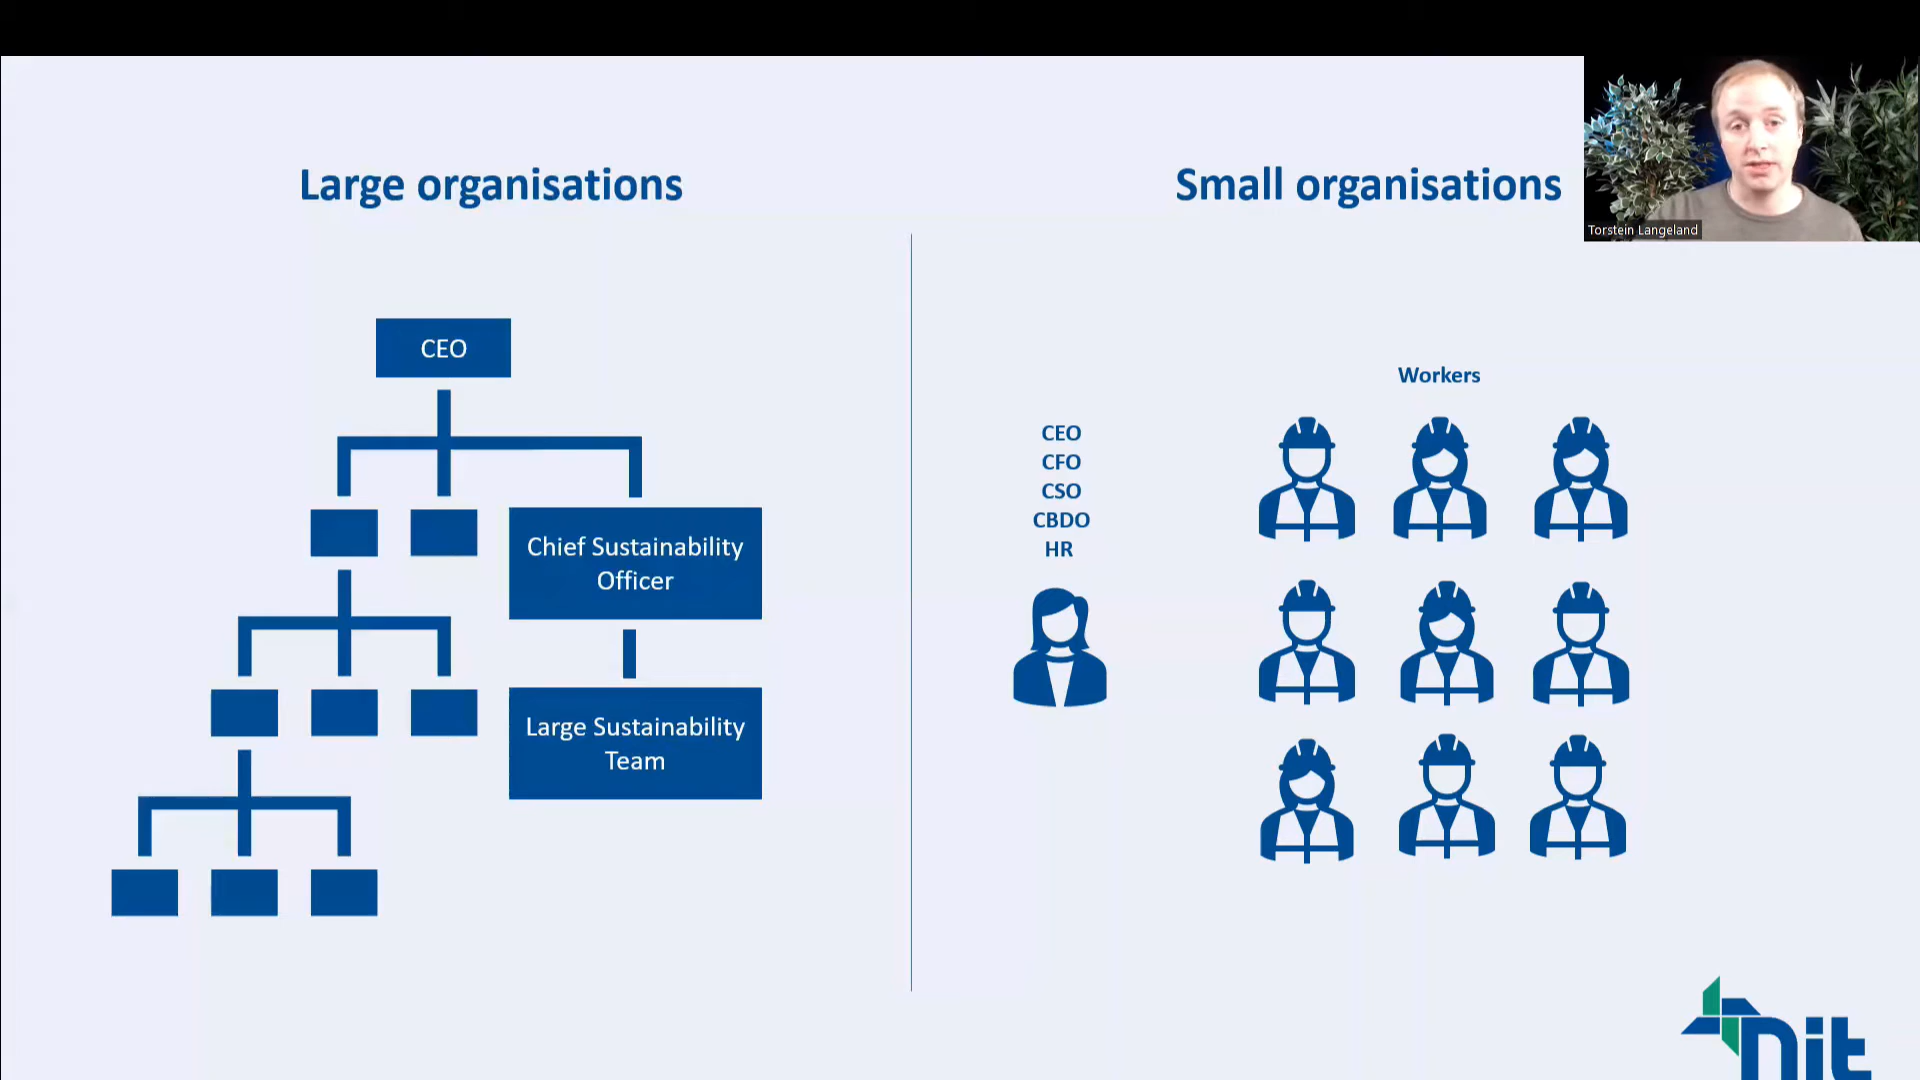 Large organisations
CEO
Chief Sustainability
Officer
Large Sustainability
Team
Small organisations
CEO
CFO
CSO
CBDO
HR
Workers
Torstein Langeland
nit